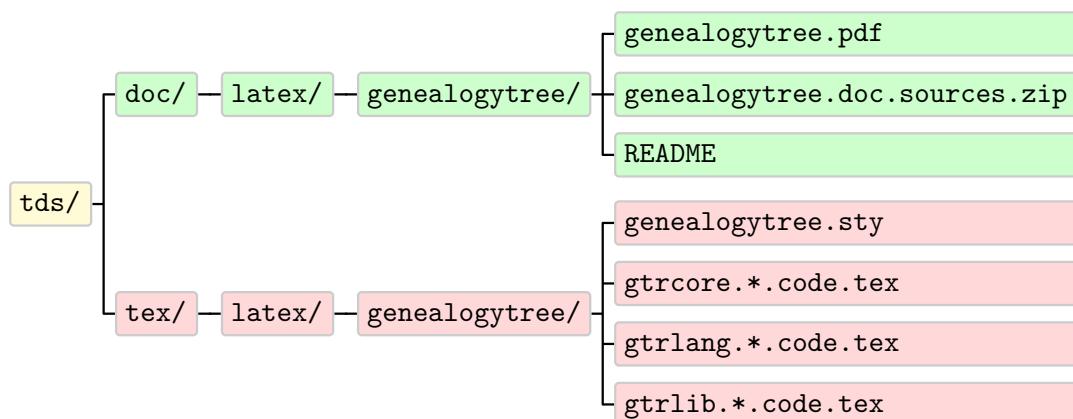 genealogytree.pdf
doc/ latex/ genealogytree/ genealogytree.doc.sources.zip
README
tds/
genealogytree.sty
gtrcore.*.code.tex
tex/ latex/ genealogytree/
gtrlang.*.code.tex
gtrlib.*.code.tex